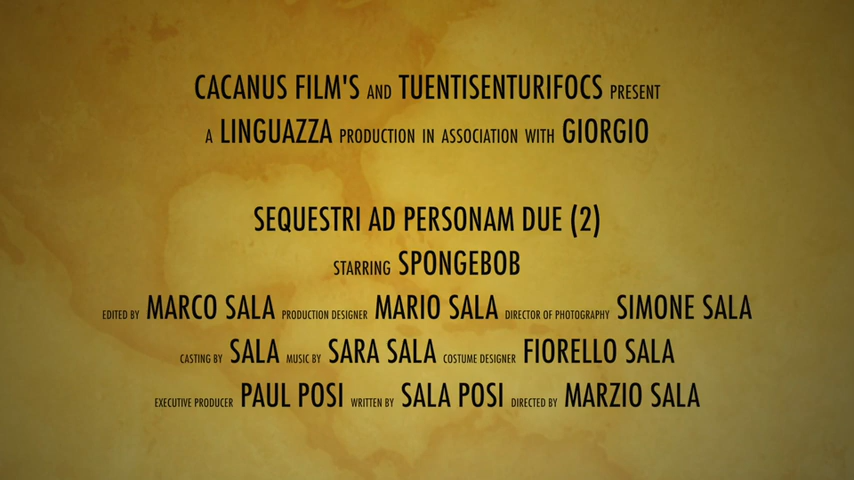 CACANUS FILM'S AND TUENTISENTURIFOCS PRESENT
A LINGUAZZA PRODUCTION IN ASSOCIATION WITH GIORGIO
SEQUESTRI AD PERSONAM DUE (2)
STARRING SPONGEBOB
EDITED BY MARCO SALA PRODUCTION DESIGNER MARIO SALA DIRECTOR OF PHOTOGRAPHY SIMONE SALA
CASTING BY SALA MUSIC BY SARA SALA COSTUME DESIGNER FIORELLO SALA
EXECUTIVE PRODUCER PAUL POSI WRITTEN BY SALA POSI DIRECTED BY MARZIO SALA